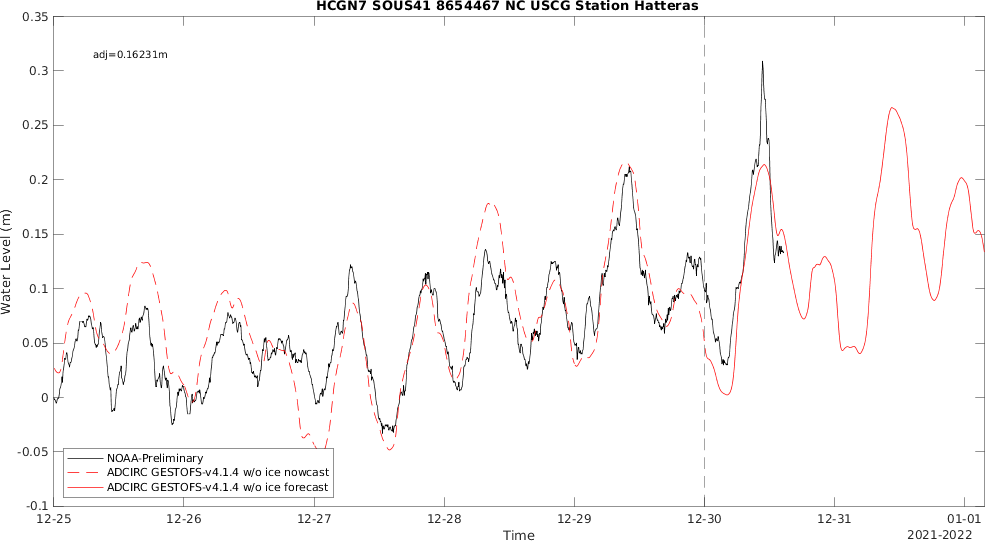 HCGN7 SOUS41 8654467 NC USCG Station Hatteras
adj=0.16231m
0.35
0.3
0.25
0.2
0.15
0.1
0.05
0
-0.05
-0.1
Water Level (m)
NOAA-Preliminary
ADCIRC GESTOFS-v4.1.4 w/o ice nowcast
ADCIRC GESTOFS-v4.1.4 w/o ice forecast
12-25 12-26 12-27 12-28 12-29 12-30 12-31 01-01
Time
2021-2022